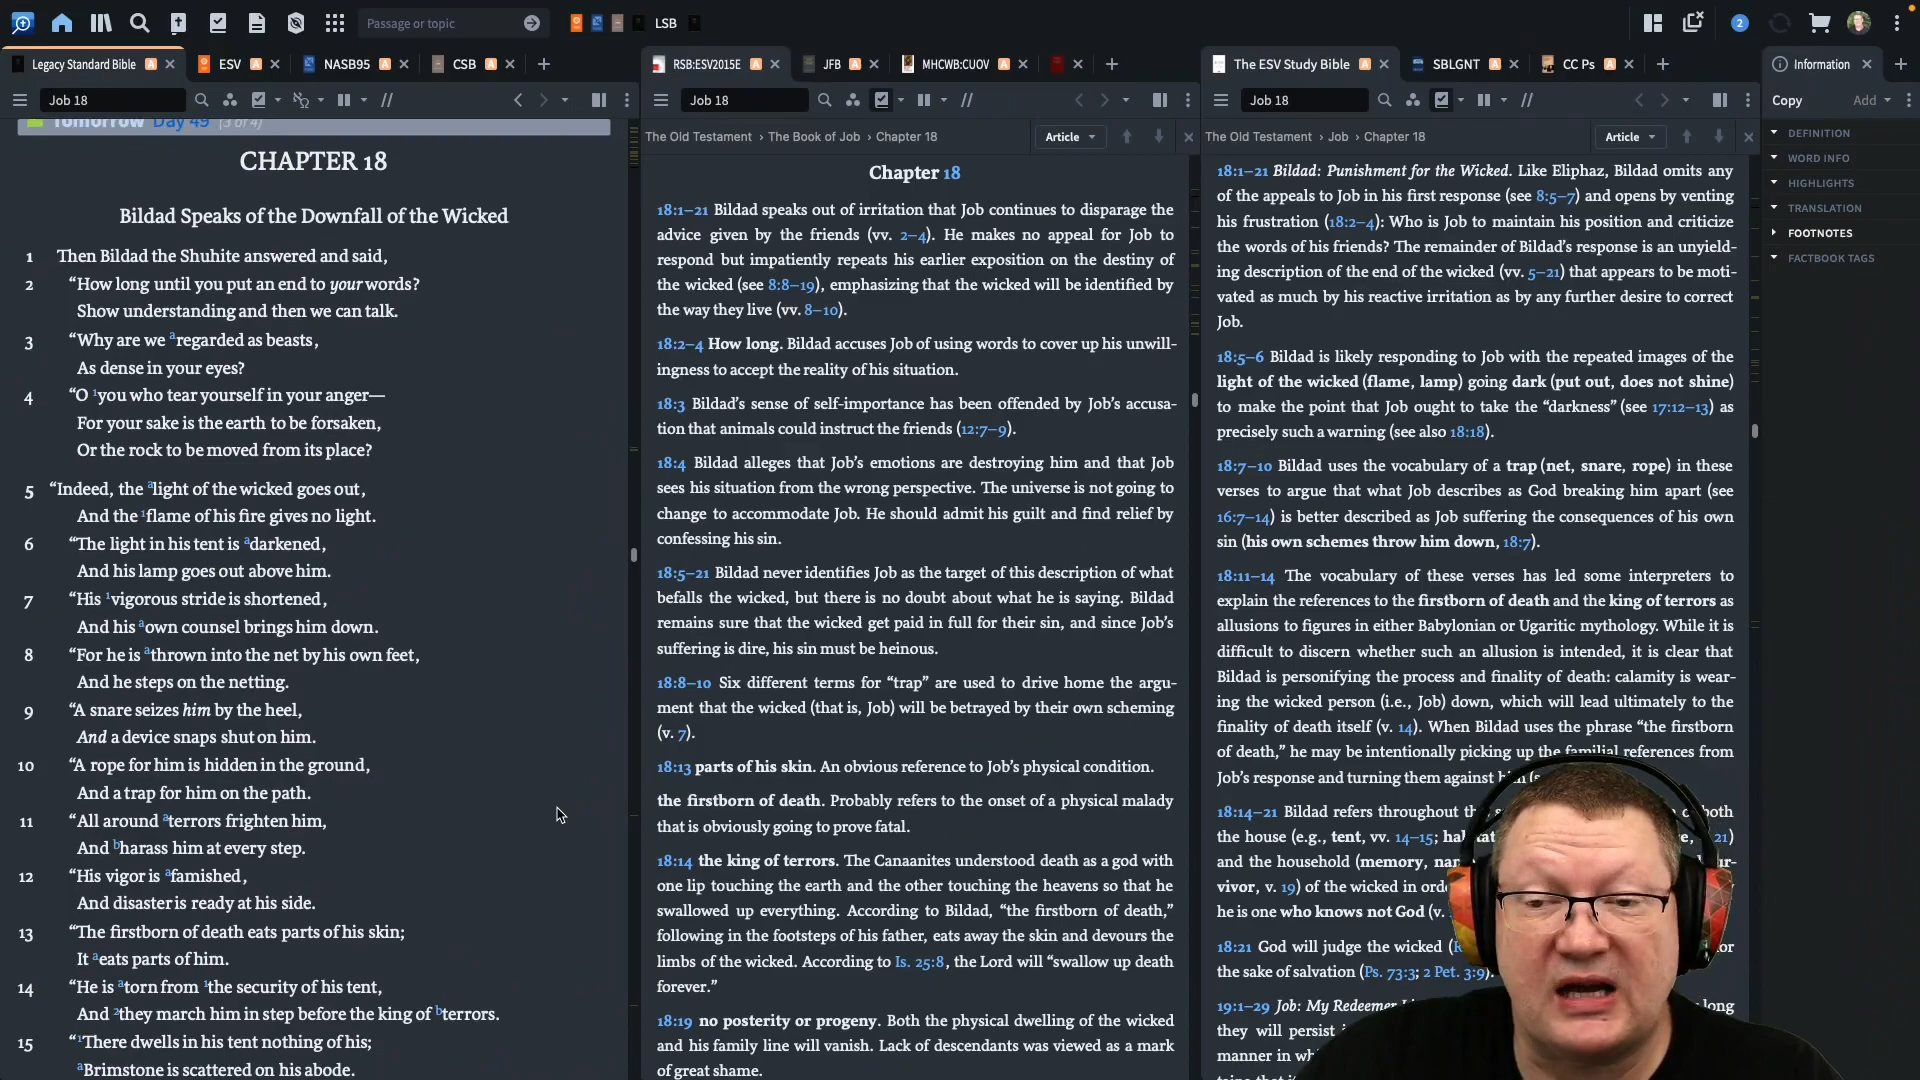 Passage or topic
LSB
2
Legacy Standard Bible A
ESV A
NASB95 A
CSB A
RSB:ESV2015E A
JFB A
MHCWB:CUOV A
The ESV Study Bible A
SBLGNT A
CC Ps A
Information
Job 18
Job 18
Job 18
Copy
Add
Tomorrow Day 49 (3 of 4)
CHAPTER 18
Bildad Speaks of the Downfall of the Wicked
1 Then Bildad the Shuhite answered and said,
2 “How long until you put an end to your words?
Show understanding and then we can talk.
3 “Why are we aregarded as beasts,
As dense in your eyes?
4 “O 1you who tear yourself in your anger—
For your sake is the earth to be forsaken,
Or the rock to be moved from its place?
5 “Indeed, the alight of the wicked goes out,
And the 1flame of his fire gives no light.
6 “The light in his tent is adarkened,
And his lamp goes out above him.
7 “His 1vigorous stride is shortened,
And his aown counsel brings him down.
8 “For he is athrown into the net by his own feet,
And he steps on the netting.
9 “A snare seizes him by the heel,
And a device snaps shut on him.
10 “A rope for him is hidden in the ground,
And a trap for him on the path.
11 “All around aterrors frighten him,
And bharass him at every step.
12 “His vigor is afamished,
And disaster is ready at his side.
13 “The firstborn of death eats parts of his skin;
It aeats parts of him.
14 “He is atorn from 1the security of his tent,
And 2they march him in step before the king of bterrors.
15 “1There dwells in his tent nothing of his;
aBrimstone is scattered on his abode.
The Old Testament › The Book of Job › Chapter 18
Article
Chapter 18
18:1–21 Bildad speaks out of irritation that Job continues to disparage the
advice given by the friends (vv. 2–4). He makes no appeal for Job to
respond but impatiently repeats his earlier exposition on the destiny of
the wicked (see 8:8–19), emphasizing that the wicked will be identified by
the way they live (vv. 8–10).
18:2–4 How long. Bildad accuses Job of using words to cover up his unwill-
ingness to accept the reality of his situation.
18:3 Bildad’s sense of self-importance has been offended by Job’s accusa-
tion that animals could instruct the friends (12:7–9).
18:4 Bildad alleges that Job’s emotions are destroying him and that Job
sees his situation from the wrong perspective. The universe is not going to
change to accommodate Job. He should admit his guilt and find relief by
confessing his sin.
18:5–21 Bildad never identifies Job as the target of this description of what
befalls the wicked, but there is no doubt about what he is saying. Bildad
remains sure that the wicked get paid in full for their sin, and since Job’s
suffering is dire, his sin must be heinous.
18:8–10 Six different terms for “trap” are used to drive home the argu-
ment that the wicked (that is, Job) will be betrayed by their own scheming
(v. 7).
18:13 parts of his skin. An obvious reference to Job’s physical condition.
the firstborn of death. Probably refers to the onset of a physical malady
that is obviously going to prove fatal.
18:14 the king of terrors. The Canaanites understood death as a god with
one lip touching the earth and the other touching the heavens so that he
swallowed up everything. According to Bildad, “the firstborn of death,”
following in the footsteps of his father, eats away the skin and devours the
limbs of the wicked. According to Is. 25:8, the Lord will “swallow up death
forever.”
18:19 no posterity or progeny. Both the physical dwelling of the wicked
and his family line will vanish. Lack of descendants was viewed as a mark
of great shame.
The Old Testament › Job › Chapter 18
Article
18:1–21 Bildad: Punishment for the Wicked. Like Eliphaz, Bildad omits any
of the appeals to Job in his first response (see 8:5–7) and opens by venting
his frustration (18:2–4): Who is Job to maintain his position and criticize
the words of his friends? The remainder of Bildad’s response is an unyield-
ing description of the end of the wicked (vv. 5–21) that appears to be moti-
vated as much by his reactive irritation as by any further desire to correct
Job.
18:5–6 Bildad is likely responding to Job with the repeated images of the
light of the wicked (flame, lamp) going dark (put out, does not shine)
to make the point that Job ought to take the “darkness” (see 17:12–13) as
precisely such a warning (see also 18:18).
18:7–10 Bildad uses the vocabulary of a trap (net, snare, rope) in these
verses to argue that what Job describes as God breaking him apart (see
16:7–14) is better described as Job suffering the consequences of his own
sin (his own schemes throw him down, 18:7).
18:11–14 The vocabulary of these verses has led some interpreters to
explain the references to the firstborn of death and the king of terrors as
allusions to figures in either Babylonian or Ugaritic mythology. While it is
difficult to discern whether such an allusion is intended, it is clear that
Bildad is personifying the process and finality of death: calamity is wear-
ing the wicked person (i.e., Job) down, which will lead ultimately to the
finality of death itself (v. 14). When Bildad uses the phrase “the firstborn
of death,” he may be intentionally picking up the familial references from
Job’s response and turning them against
18:14–21 Bildad refers throughout both
the house (e.g., tent, vv. 14–15; 21)
and the household (memory,
vivor, v. 19) of the wicked in
he is one who knows not God (v.
18:21 God will judge the wicked
the sake of salvation (Ps. 73:3; 2 Pet. 3:9).
19:1–29 Job: My Redeemer long
they will persist
manner in
DEFINITION
WORD INFO
HIGHLIGHTS
TRANSLATION
FOOTNOTES
FACTBOOK TAGS